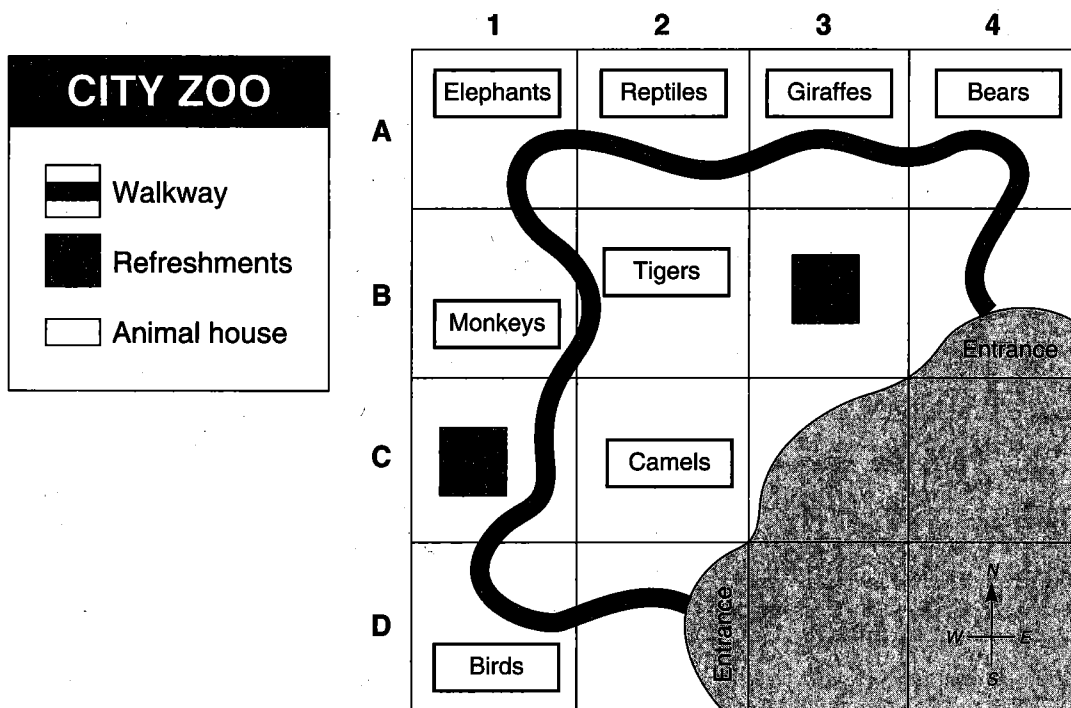 CITY ZOO
Walkway
Refreshments
Animal house
1 2 3 4
A
Elephants Reptiles Giraffes Bears
B
Tigers
Monkeys
Entrance
C
Camels
D
Entrance
Birds
N
W E
S